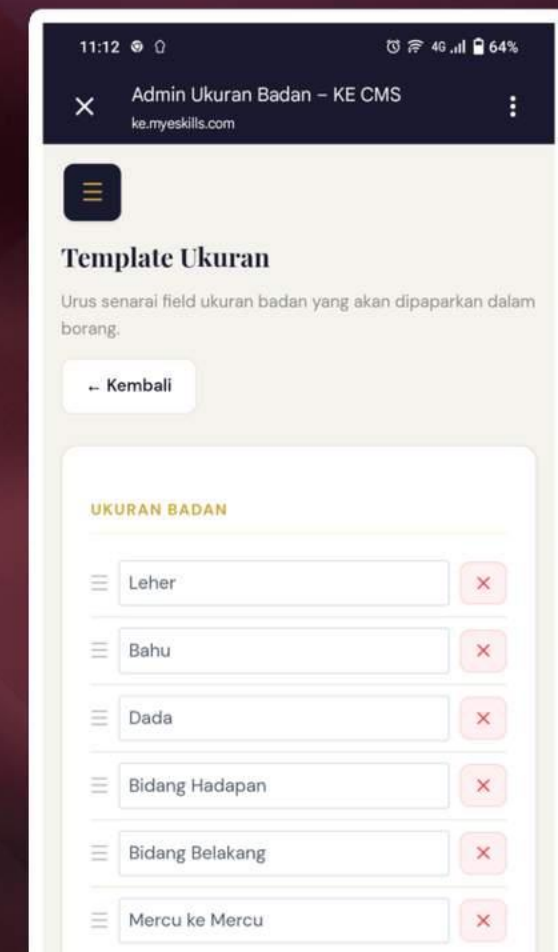 11:12 4G 64%
Admin Ukuran Badan – KE CMS
ke.myeskills.com
Template Ukuran
Urus senarai field ukuran badan yang akan dipaparkan dalam
borang.
← Kembali
UKURAN BADAN
Leher
Bahu
Dada
Bidang Hadapan
Bidang Belakang
Mercu ke Mercu